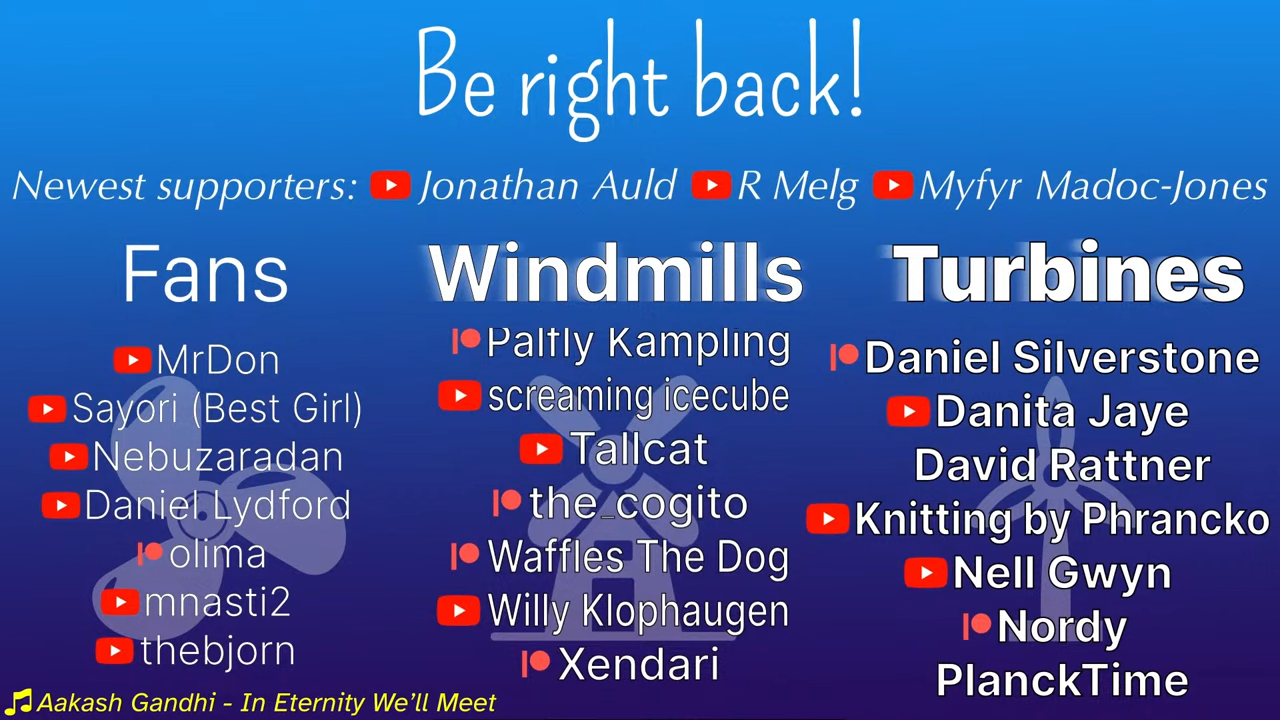 Be right back!
Newest supporters: Jonathan Auld R Melg Myfyr Madoc-Jones
Fans
MrDon
Sayori (Best Girl)
Nebuzaradan
Daniel Lydford
olima
mnasti2
thebjorn
Windmills
Kampling
screaming icecube
Tallcat
the_cogito
Waffles The Dog
Willy Klophaugen
Xendari
Turbines
Daniel Silverstone
Danita Jaye
David Rattner
Knitting by Phrancko
Nell Gwyn
Nordy
PlanckTime
Aakash Gandhi - In Eternity We'll Meet